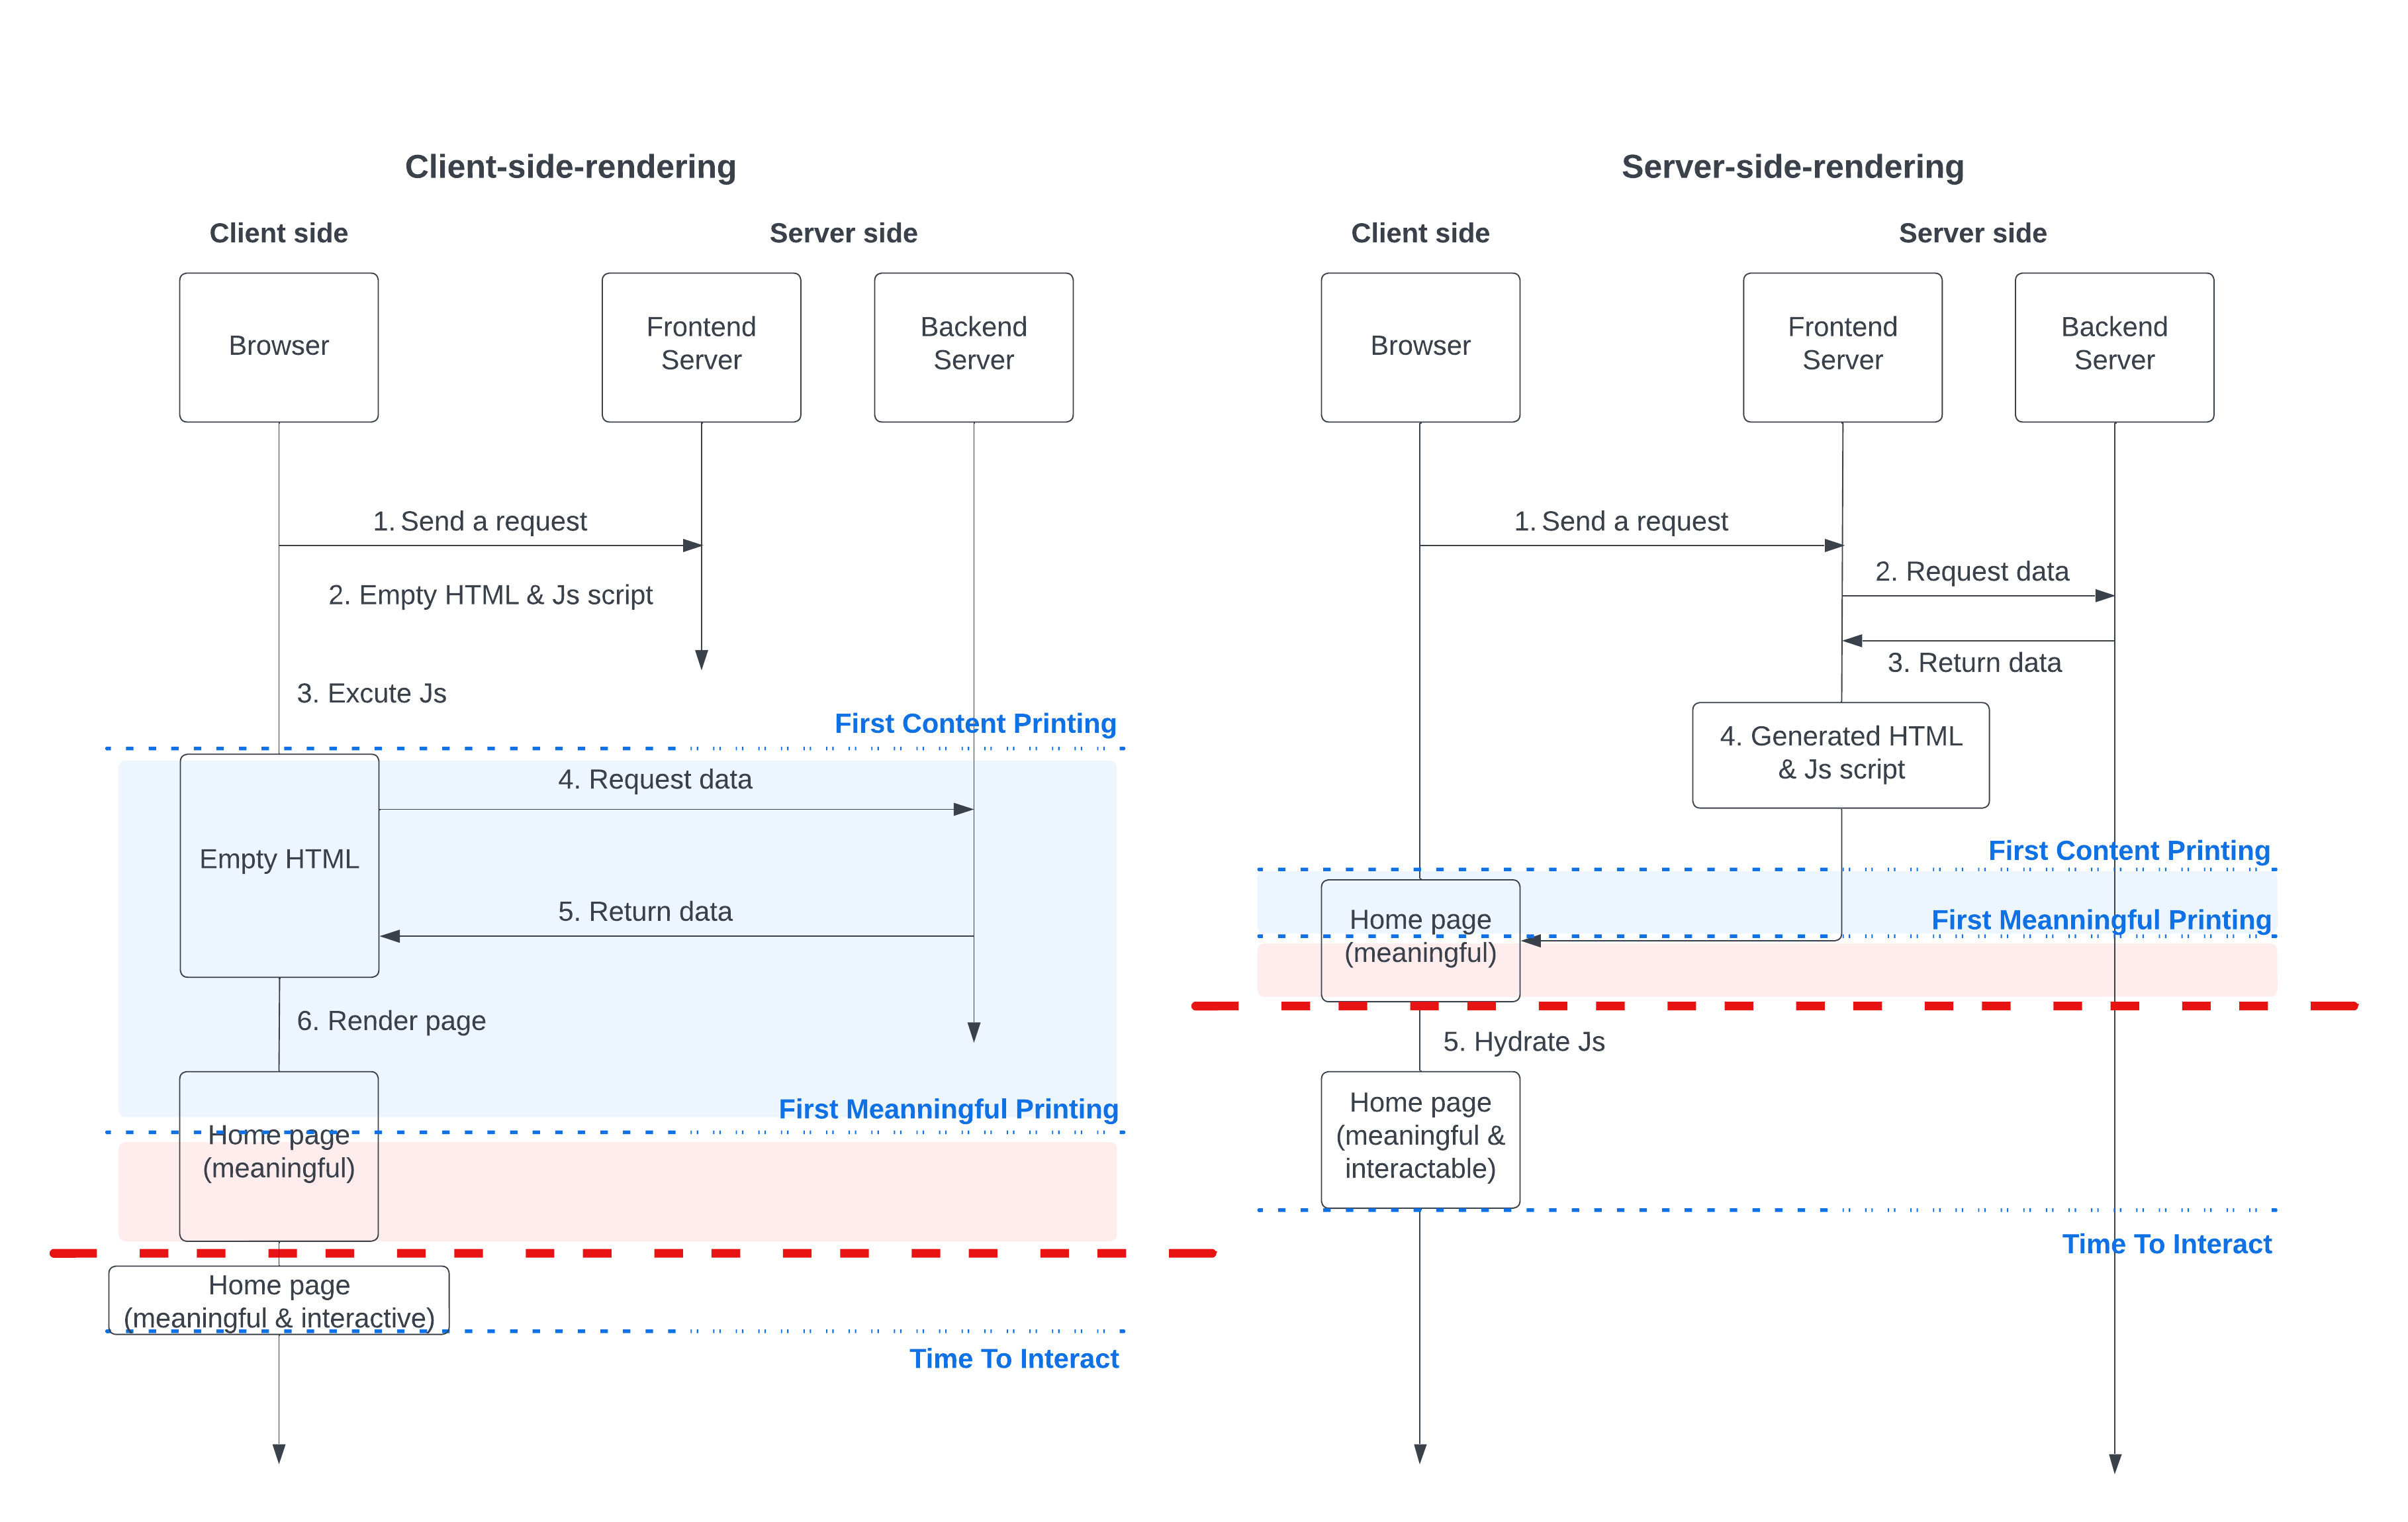 Client-side-rendering
Client side
Server side
Browser
Frontend
Server
Backend
Server
1. Send a request
2. Empty HTML & Js script
3. Excute Js
First Content Printing
4. Request data
Empty HTML
5. Return data
6. Render page
First Meanningful Printing
Home page
(meaningful)
Home page
(meaningful & interactive)
Time To Interact
Server-side-rendering
Client side
Server side
Browser
Frontend
Server
Backend
Server
1. Send a request
2. Request data
3. Return data
4. Generated HTML
& Js script
First Content Printing
First Meanningful Printing
Home page
(meaningful)
5. Hydrate Js
Home page
(meaningful &
interactable)
Time To Interact